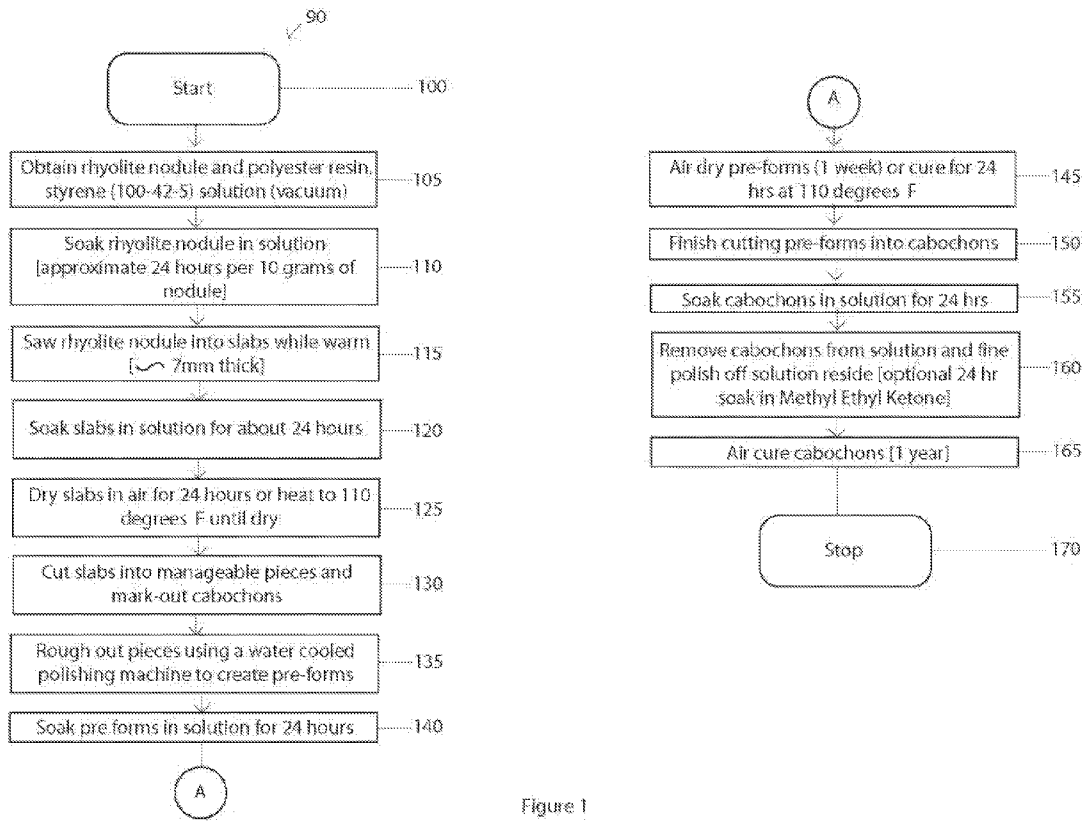 90
Start
100
Obtain rhyolite nodule and polyester resin,
styrene (100-42-5) solution (vacuum)
105
Soak rhyolite nodule in solution
[approximate 24 hours per 10 grams of
nodule]
110
Saw rhyolite nodule into slabs while warm
[~ 7mm thick]
115
Soak slabs in solution for about 24 hours
120
Dry slabs in air for 24 hours or heat to 110
degrees F until dry
125
Cut slabs into manageable pieces and
mark-out cabochons
130
Rough out pieces using a water cooled
polishing machine to create pre-forms
135
Soak pre forms in solution for 24 hours
140
A
A
Air dry pre-forms (1 week) or cure for 24
hrs at 110 degrees F
145
Finish cutting pre-forms into cabochons
150
Soak cabochons in solution for 24 hrs
155
Remove cabochons from solution and fine
polish off solution reside [optional 24 hr
soak in Methyl Ethyl Ketone]
160
Air cure cabochons [1 year]
165
Stop
170
Figure 1